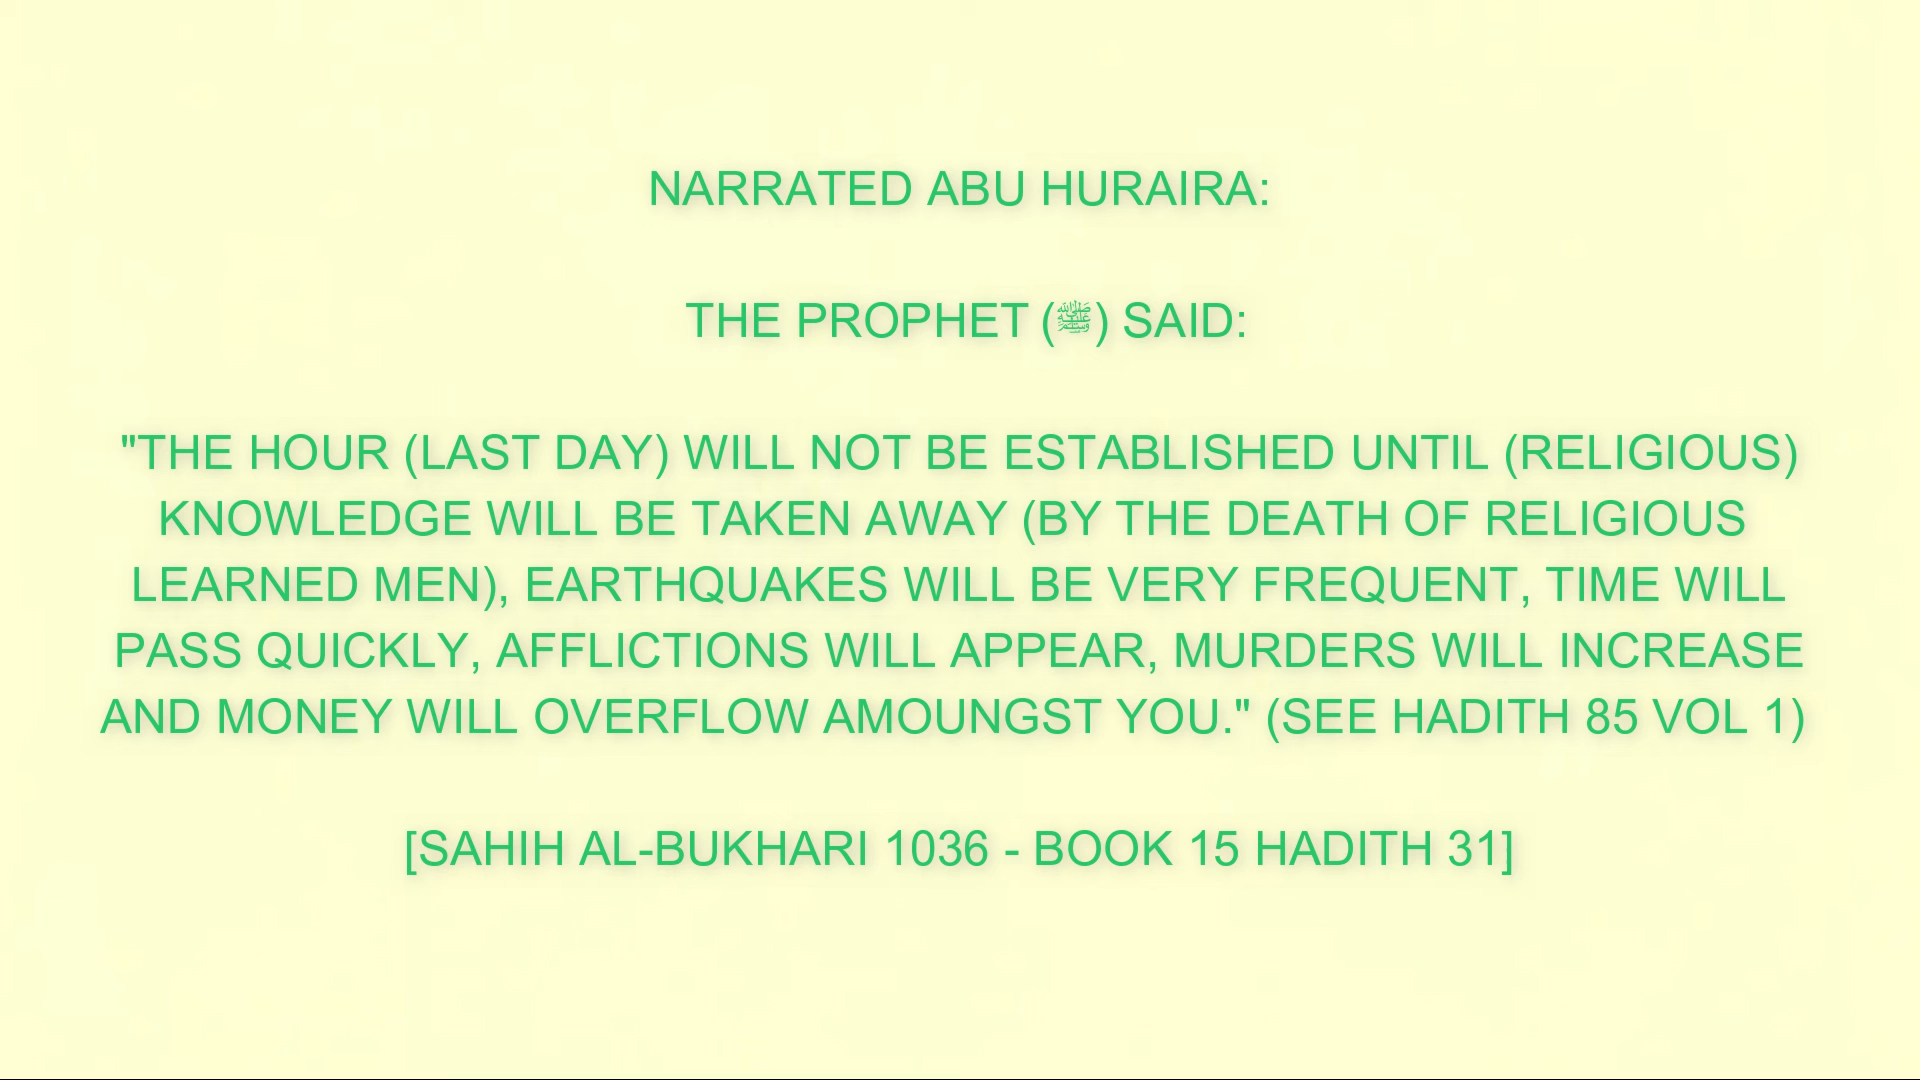 NARRATED ABU HURAIRA:
THE PROPHET (ﷺ) SAID:
"THE HOUR (LAST DAY) WILL NOT BE ESTABLISHED UNTIL (RELIGIOUS)
KNOWLEDGE WILL BE TAKEN AWAY (BY THE DEATH OF RELIGIOUS
LEARNED MEN), EARTHQUAKES WILL BE VERY FREQUENT, TIME WILL
PASS QUICKLY, AFFLICTIONS WILL APPEAR, MURDERS WILL INCREASE
AND MONEY WILL OVERFLOW AMOUNGST YOU." (SEE HADITH 85 VOL 1)
[SAHIH AL-BUKHARI 1036 - BOOK 15 HADITH 31]